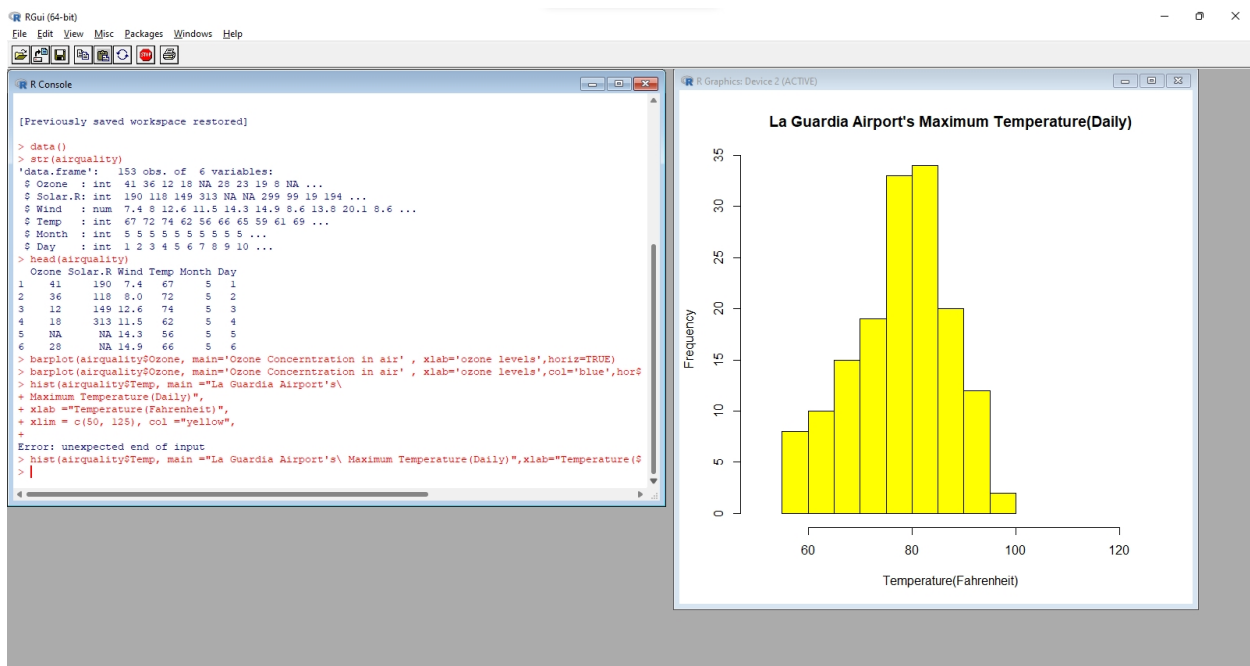 RGui (64-bit)
File Edit View Misc Packages Windows Help
STOP
R Console
[Previously saved workspace restored]
> data()
> str(airquality)
'data.frame':   153 obs. of  6 variables:
 $ Ozone  : int  41 36 12 18 NA 28 23 19 8 NA ...
 $ Solar.R: int  190 118 149 313 NA NA 299 99 19 194 ...
 $ Wind   : num  7.4 8 12.6 11.5 14.3 14.9 8.6 13.8 20.1 8.6 ...
 $ Temp   : int  67 72 74 62 56 66 65 59 61 69 ...
 $ Month  : int  5 5 5 5 5 5 5 5 5 5 ...
 $ Day    : int  1 2 3 4 5 6 7 8 9 10 ...
> head(airquality)
  Ozone Solar.R Wind Temp Month Day
1    41     190  7.4   67     5   1
2    36     118  8.0   72     5   2
3    12     149 12.6   74     5   3
4    18     313 11.5   62     5   4
5    NA      NA 14.3   56     5   5
6    28      NA 14.9   66     5   6
> barplot(airquality$Ozone, main='Ozone Concerntration in air' , xlab='ozone levels',horiz=TRUE)
> barplot(airquality$Ozone, main='Ozone Concerntration in air' , xlab='ozone levels',col='blue',hor$
> hist(airquality$Temp, main ="La Guardia Airport's\
+ Maximum Temperature(Daily)",
+ xlab ="Temperature(Fahrenheit)",
+ xlim = c(50, 125), col ="yellow",
+
Error: unexpected end of input
> hist(airquality$Temp, main ="La Guardia Airport's\ Maximum Temperature(Daily)",xlab="Temperature($
>
R Graphics: Device 2 (ACTIVE)
La Guardia Airport's Maximum Temperature(Daily)
Frequency
35
30
25
20
15
10
5
0
60 80 100 120
Temperature(Fahrenheit)